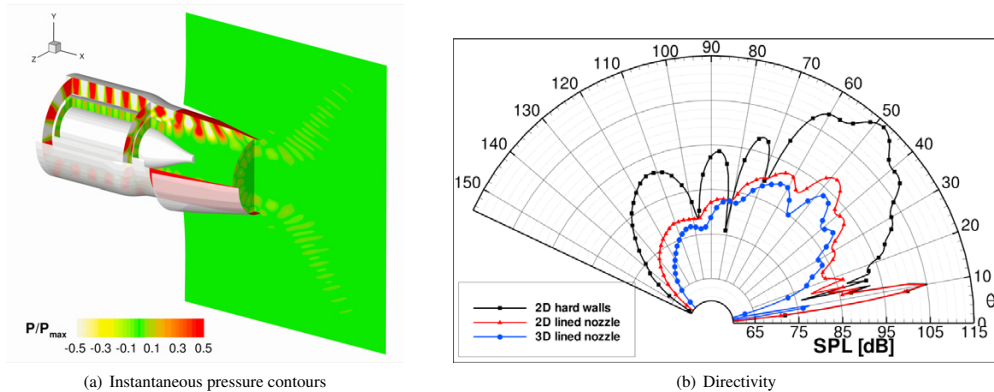 Y
Z
X
P/Pmax
-0.5 -0.3 -0.1 0.1 0.3 0.5
(a) Instantaneous pressure contours
90
100
80
110
70
120
60
130
50
140
40
150
30
20
10
θ
2D hard walls
2D lined nozzle
3D lined nozzle
65 75 85 95 105 115
SPL [dB]
(b) Directivity